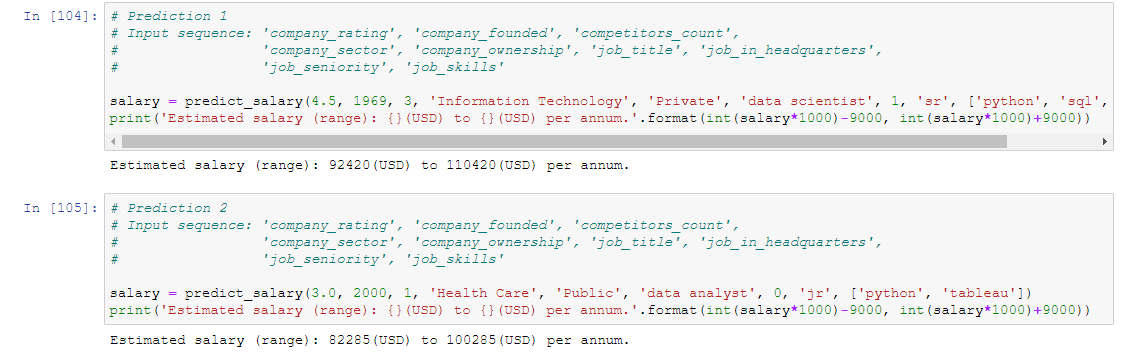 In [104]: # Prediction 1
# Input sequence: 'company_rating', 'company_founded', 'competitors_count',
#                 'company_sector', 'company_ownership', 'job_title', 'job_in_headquarters',
#                 'job_seniority', 'job_skills'
salary = predict_salary(4.5, 1969, 3, 'Information Technology', 'Private', 'data scientist', 1, 'sr', ['python', 'sql',
print('Estimated salary (range): {}(USD) to {}(USD) per annum.'.format(int(salary*1000)-9000, int(salary*1000)+9000))
Estimated salary (range): 92420(USD) to 110420(USD) per annum.
In [105]: # Prediction 2
# Input sequence: 'company_rating', 'company_founded', 'competitors_count',
#                 'company_sector', 'company_ownership', 'job_title', 'job_in_headquarters',
#                 'job_seniority', 'job_skills'
salary = predict_salary(3.0, 2000, 1, 'Health Care', 'Public', 'data analyst', 0, 'jr', ['python', 'tableau'])
print('Estimated salary (range): {}(USD) to {}(USD) per annum.'.format(int(salary*1000)-9000, int(salary*1000)+9000))
Estimated salary (range): 82285(USD) to 100285(USD) per annum.